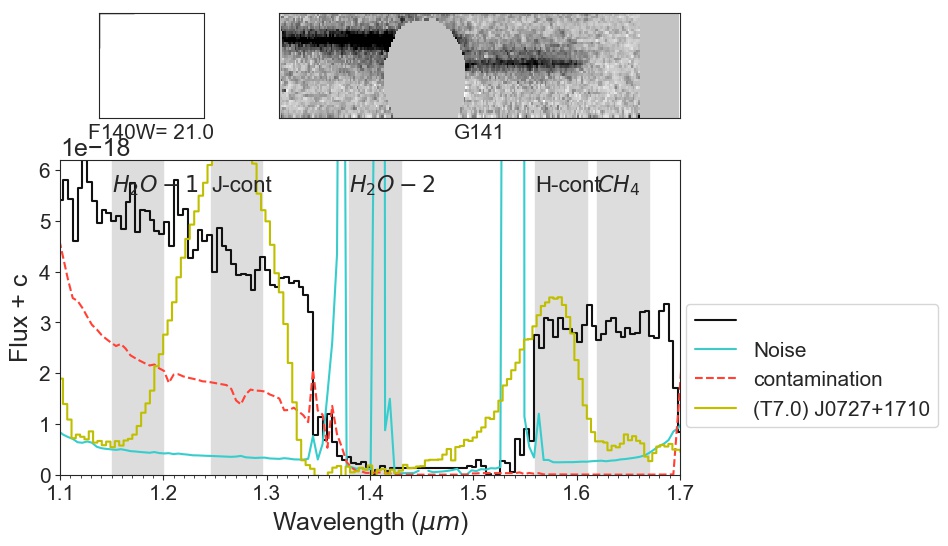 F140W= 21.0
G141
1e−18
H₂O − 1 J-cont H₂O − 2 H-cont CH₄
6
5
4
3
2
1
0
Flux + c
1.1 1.2 1.3 1.4 1.5 1.6 1.7
Wavelength (μm)
Noise
contamination
(T7.0) J0727+1710